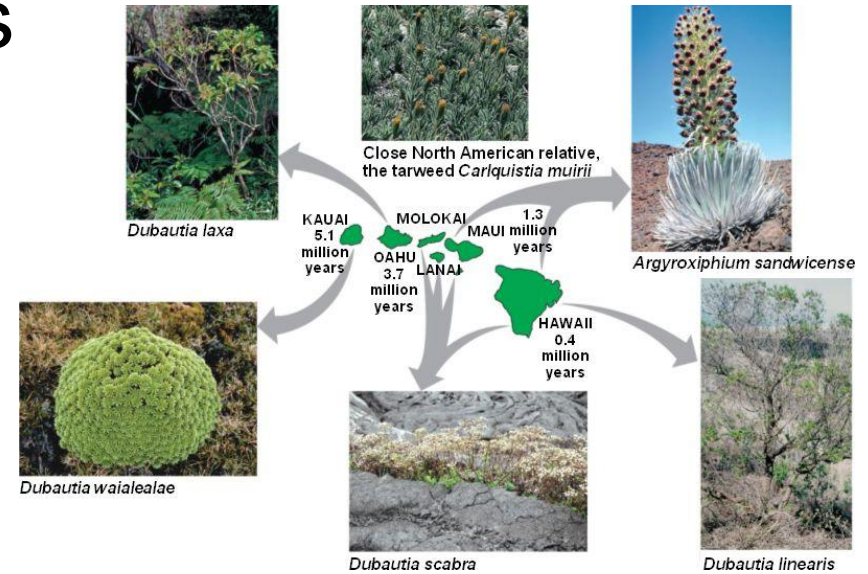 S
Close North American relative,
the tarweed Carlquistia muirii
Dubautia laxa
KAUAI
5.1
million
years
MOLOKAI
1.3
million
years
MAUI
OAHU
3.7
million
years
LANAI
Argyroxiphium sandwicense
HAWAII
0.4
million
years
Dubautia waialealae
Dubautia scabra
Dubautia linearis